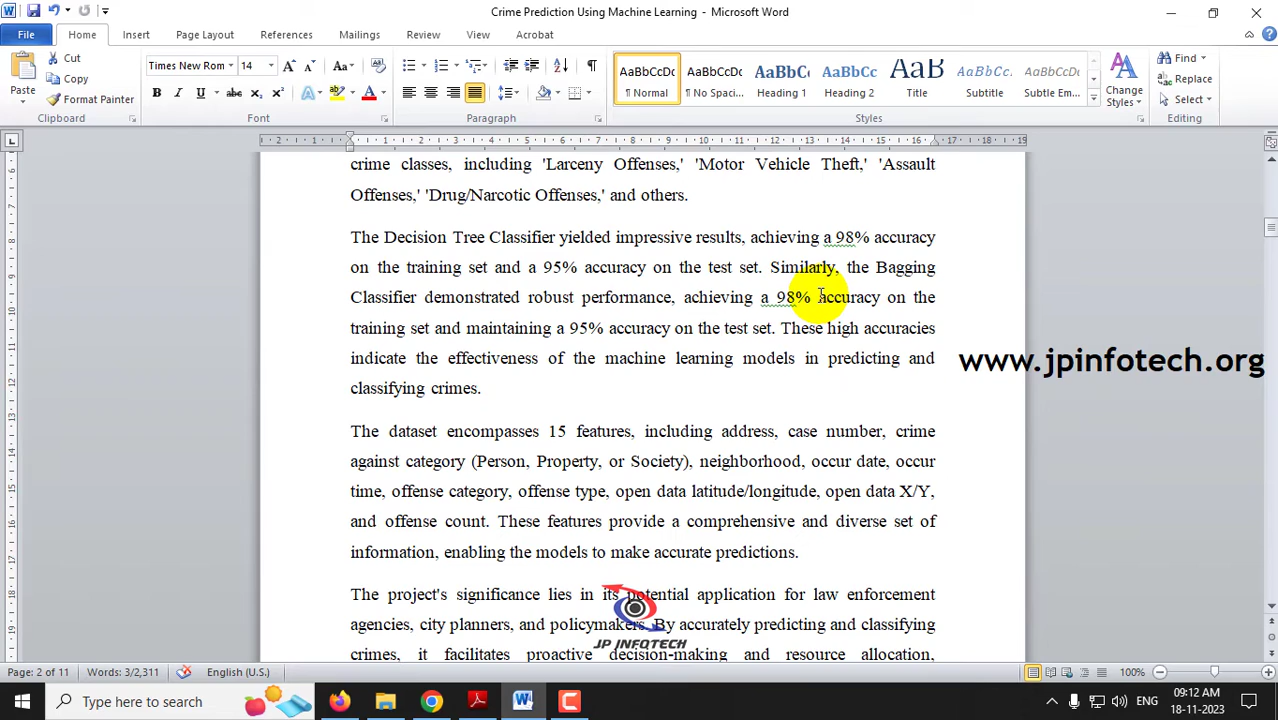 Crime Prediction Using Machine Learning - Microsoft Word
File Home Insert Page Layout References Mailings Review View Acrobat
Paste
Cut
Copy
Format Painter
Clipboard
Times New Rom 14
Font
Paragraph
AaBbCcDc AaBbCcDc AaBbCc AaBbCc AaB AaBbCcL AaBbCcDc
¶ Normal ¶ No Spaci... Heading 1 Heading 2 Title Subtitle Subtle Em...
Styles
Change Styles
Find
Replace
Select
Editing
crime classes, including 'Larceny Offenses,' 'Motor Vehicle Theft,' 'Assault
Offenses,' 'Drug/Narcotic Offenses,' and others.
The Decision Tree Classifier yielded impressive results, achieving a 98% accuracy
on the training set and a 95% accuracy on the test set. Similarly, the Bagging
Classifier demonstrated robust performance, achieving a 98% accuracy on the
training set and maintaining a 95% accuracy on the test set. These high accuracies
indicate the effectiveness of the machine learning models in predicting and
classifying crimes.
www.jpinfotech.org
The dataset encompasses 15 features, including address, case number, crime
against category (Person, Property, or Society), neighborhood, occur date, occur
time, offense category, offense type, open data latitude/longitude, open data X/Y,
and offense count. These features provide a comprehensive and diverse set of
information, enabling the models to make accurate predictions.
The project's significance lies in its potential application for law enforcement
agencies, city planners, and policymakers. By accurately predicting and classifying
JP INFOTECH
crimes, it facilitates proactive decision-making and resource allocation,
Page: 2 of 11 Words: 3/2,311 English (U.S.) 100%
Type here to search
ENG
09:12 AM
18-11-2023